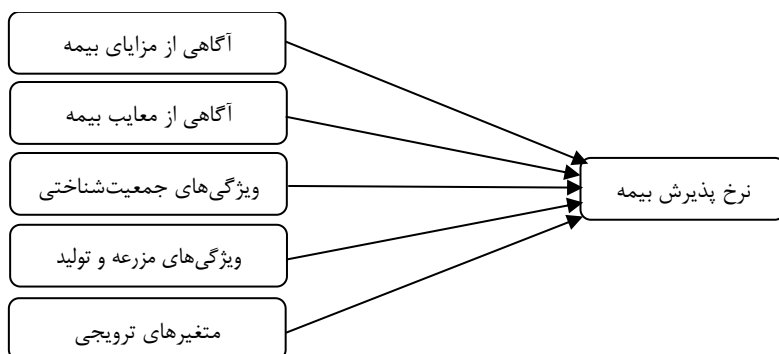 آگاهی از مزایای بیمه
آگاهی از معایب بیمه
ویژگی‌های جمعیت‌شناختی
نرخ پذیرش بیمه
ویژگی‌های مزرعه و تولید
متغیرهای ترویجی